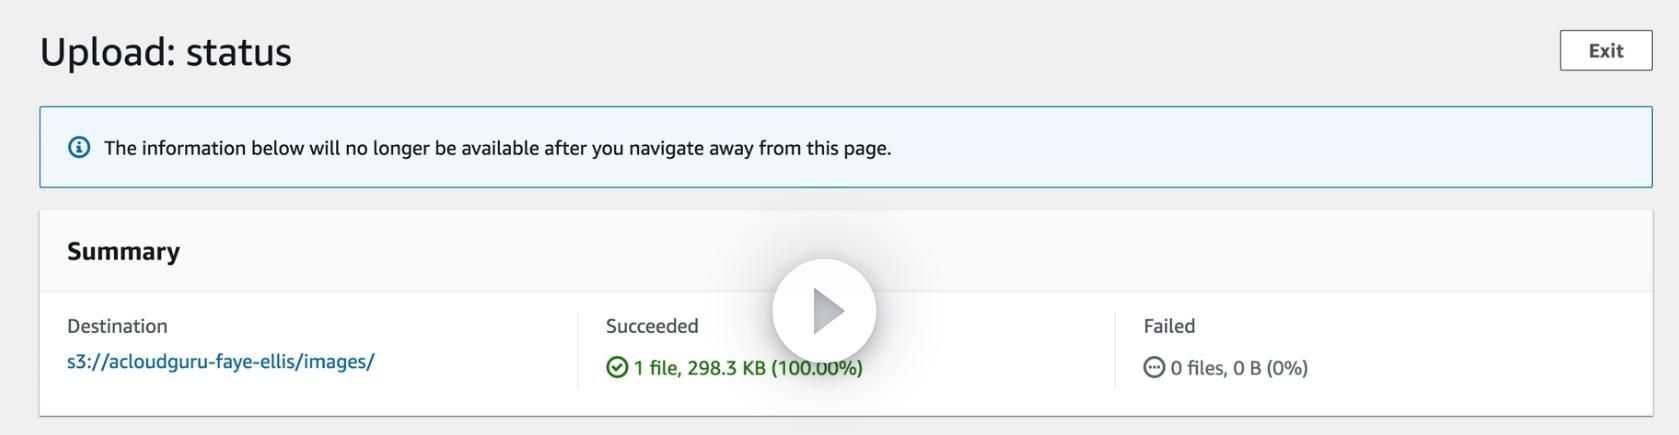 Upload: status
Exit
The information below will no longer be available after you navigate away from this page.
Summary
Destination
s3://acloudguru-faye-ellis/images/
Succeeded
1 file, 298.3 KB (100.00%)
Failed
0 files, 0 B (0%)